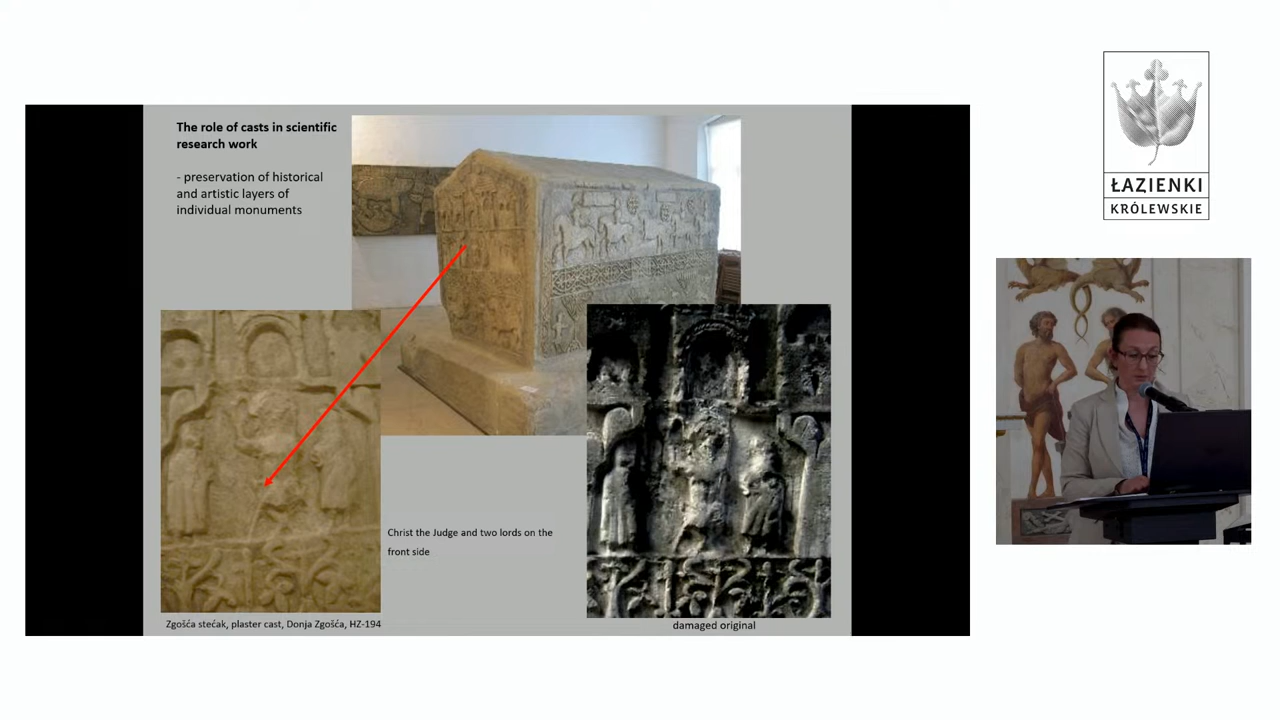 The role of casts in scientific
research work
- preservation of historical
and artistic layers of
individual monuments
Christ the Judge and two lords on the
front side
Zgošća stećak, plaster cast, Donja Zgošća, HZ-194
damaged original
ŁAZIENKI
KRÓLEWSKIE